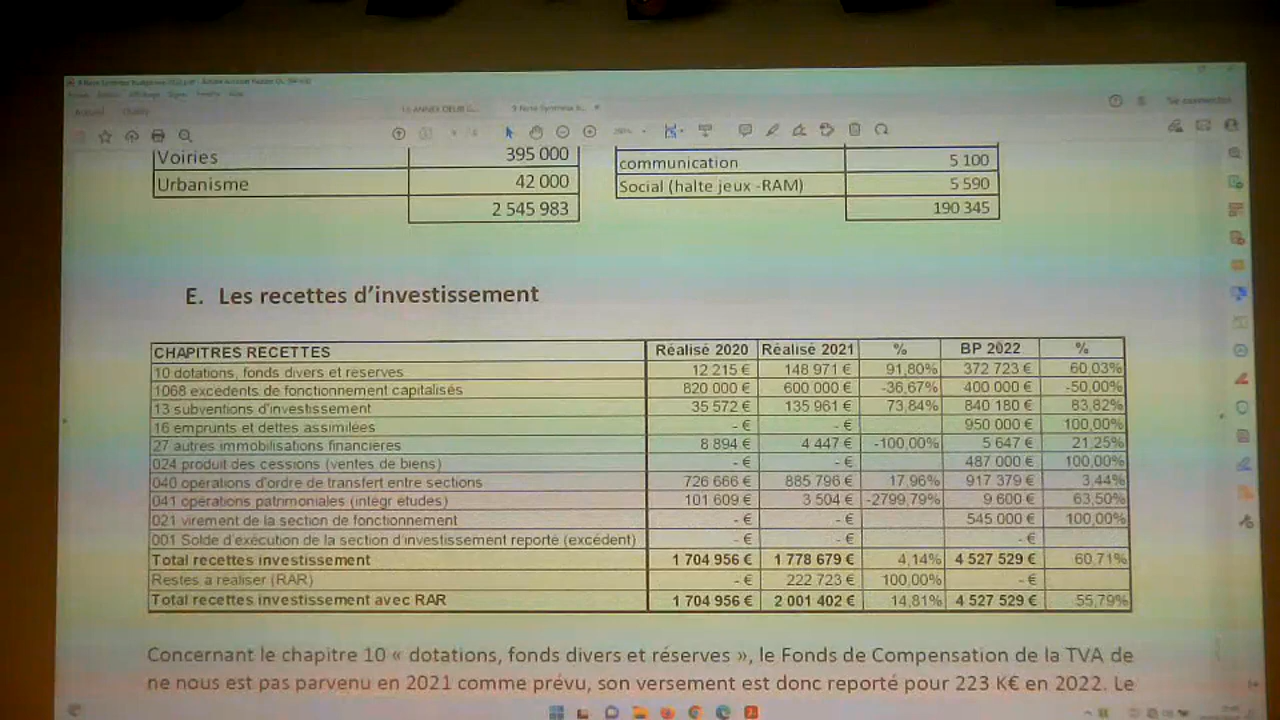 Voiries 395 000
Urbanisme 42 000
2 545 983
communication 5 100
Social (halte jeux -RAM) 5 590
190 345
E. Les recettes d'investissement
CHAPITRES RECETTES Réalisé 2020 Réalisé 2021 % BP 2022 %
10 dotations, fonds divers et réserves 12 215 € 148 971 € 91,80% 372 723 € 60,03%
1068 excédents de fonctionnement capitalisés 820 000 € 600 000 € -36,67% 400 000 € -50,00%
13 subventions d'investissement 35 572 € 135 961 € 73,84% 840 180 € 83,82%
16 emprunts et dettes assimilées - € - € 950 000 € 100,00%
27 autres immobilisations financières 8 894 € 4 447 € -100,00% 5 647 € 21,25%
024 produit des cessions (ventes de biens) - € - € 487 000 € 100,00%
040 opérations d'ordre de transfert entre sections 726 666 € 885 796 € 17,96% 917 379 € 3,44%
041 opérations patrimoniales (intégr études) 101 609 € 3 504 € -2799,79% 9 600 € 63,50%
021 virement de la section de fonctionnement - € - € 545 000 € 100,00%
001 Solde d'exécution de la section d'investissement reporté (excédent) - € - € - €
Total recettes investissement 1 704 956 € 1 778 679 € 4,14% 4 527 529 € 60,71%
Restes à réaliser (RAR) - € 222 723 € 100,00% - €
Total recettes investissement avec RAR 1 704 956 € 2 001 402 € 14,81% 4 527 529 € 55,79%
Concernant le chapitre 10 « dotations, fonds divers et réserves », le Fonds de Compensation de la TVA de
ne nous est pas parvenu en 2021 comme prévu, son versement est donc reporté pour 223 K€ en 2022. Le